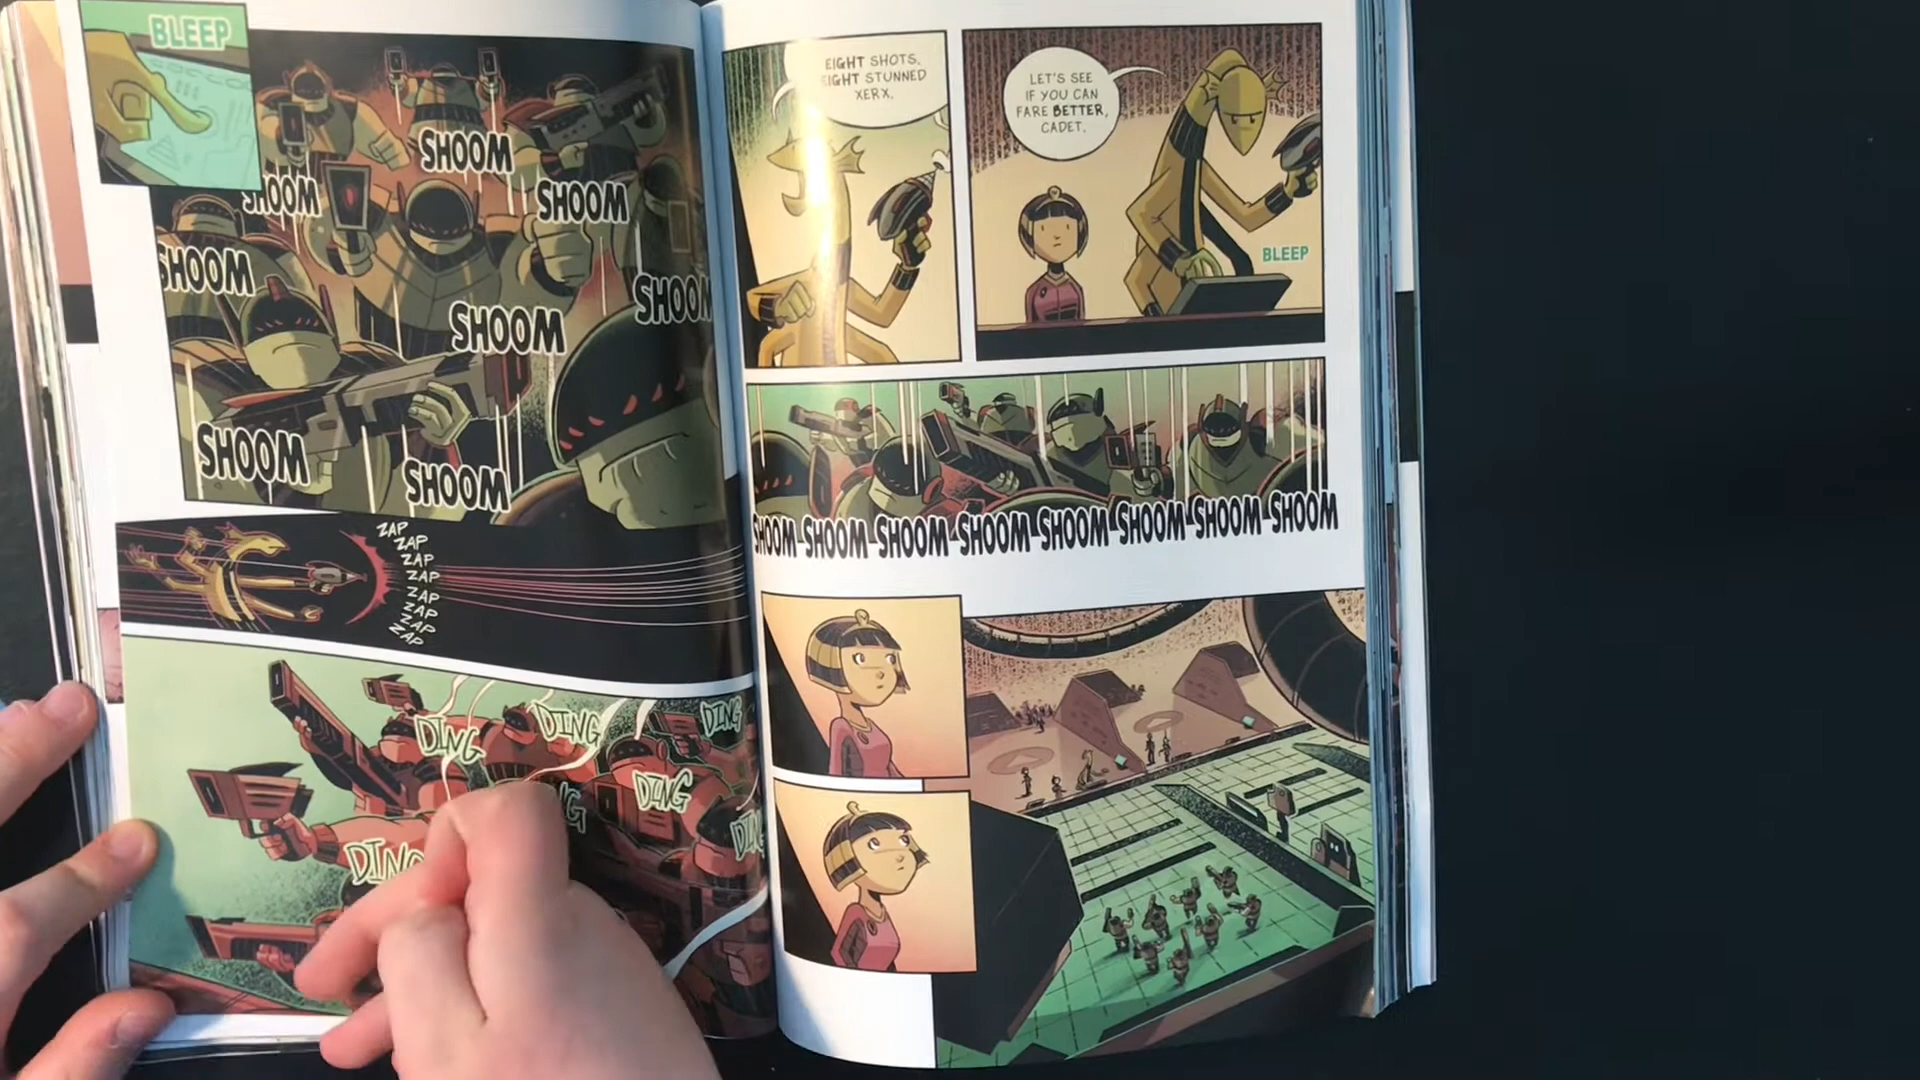 BLEEP
SHOOM
SHOOM
SHOOM
SHOOM
SHOOM
SHOOM
SHOOM
SHOOM
ZAP
ZAP
ZAP
ZAP
ZAP
ZAP
ZAP
ZAP
DING
DING
DING
DING
DING
EIGHT SHOTS,
EIGHT STUNNED
XERX.
LET'S SEE
IF YOU CAN
FARE BETTER,
CADET.
BLEEP
SHOOM SHOOM SHOOM SHOOM SHOOM SHOOM SHOOM SHOOM